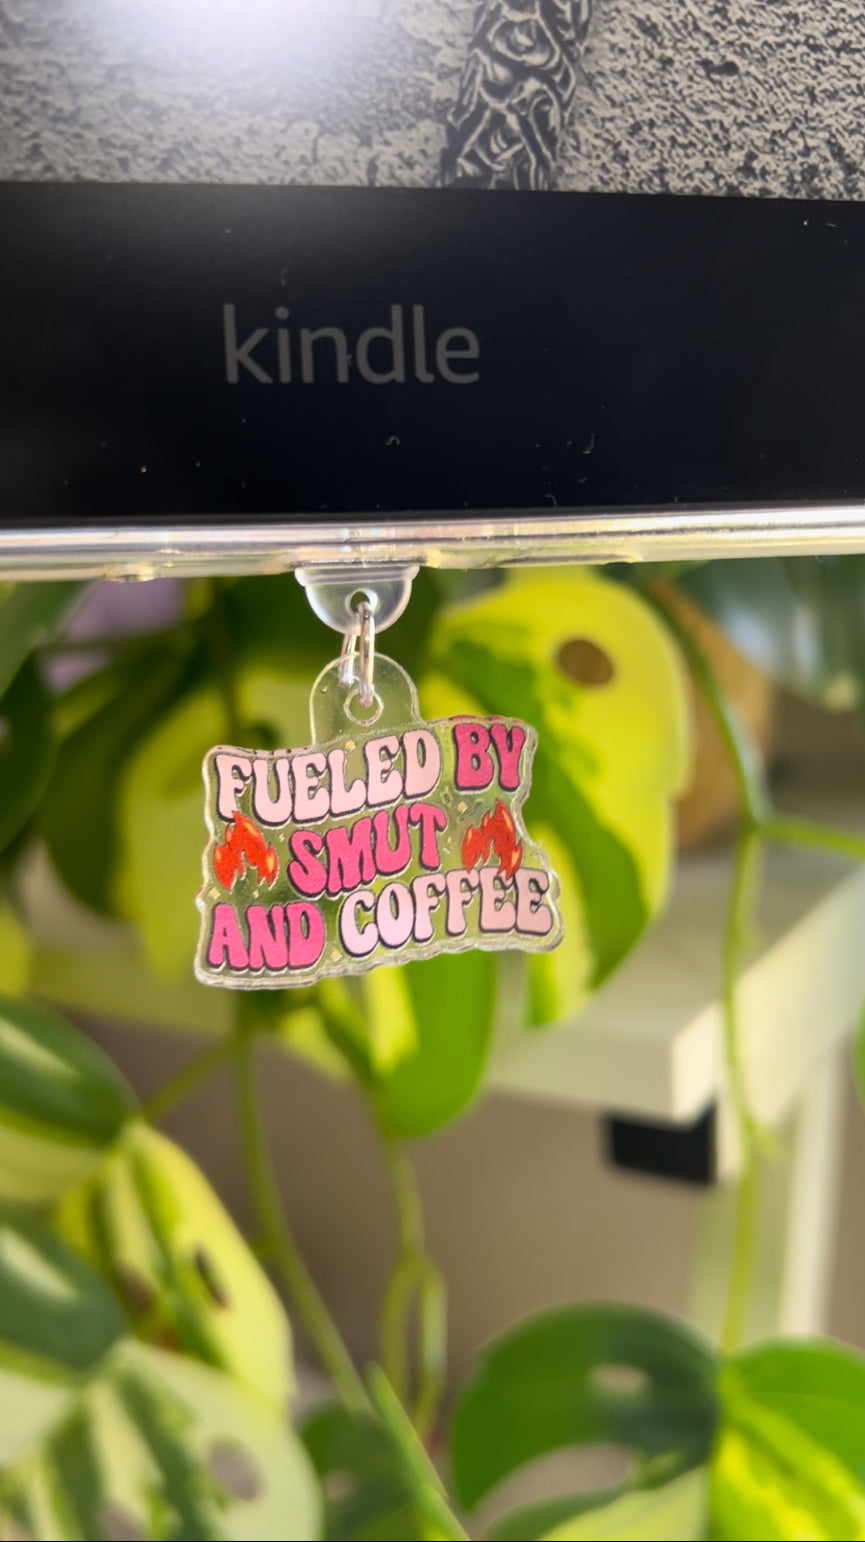 kindle
FUELED BY
SMUT
AND COFFEE